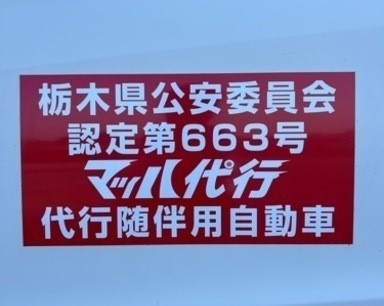 栃木県公安委員会
認定第663号
マッハ代行
代行随伴用自動車